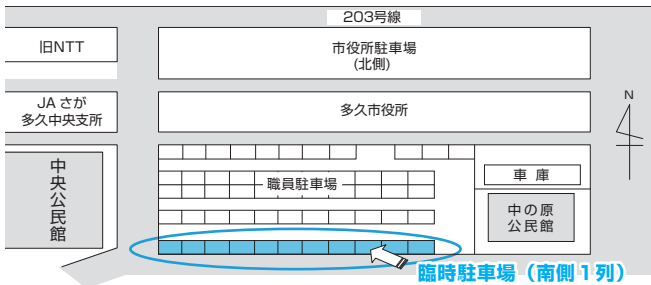 203号線
旧NTT
市役所駐車場
(北側)
N
JAさが
多久中央支所
多久市役所
中央公民館
職員駐車場
車庫
中の原
公民館
臨時駐車場（南側１列）